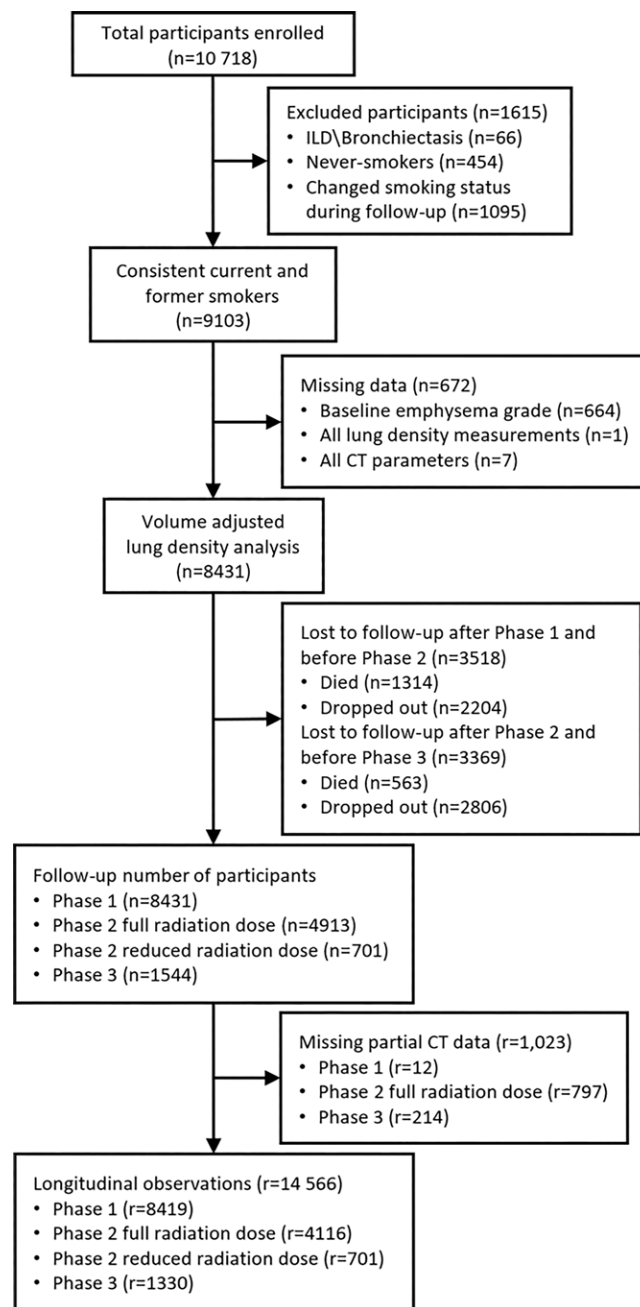 Total participants enrolled
(n=10 718)
Excluded participants (n=1615)
• ILD\Bronchiectasis (n=66)
• Never-smokers (n=454)
• Changed smoking status
during follow-up (n=1095)
Consistent current and
former smokers
(n=9103)
Missing data (n=672)
• Baseline emphysema grade (n=664)
• All lung density measurements (n=1)
• All CT parameters (n=7)
Volume adjusted
lung density analysis
(n=8431)
Lost to follow-up after Phase 1 and
before Phase 2 (n=3518)
• Died (n=1314)
• Dropped out (n=2204)
Lost to follow-up after Phase 2 and
before Phase 3 (n=3369)
• Died (n=563)
• Dropped out (n=2806)
Follow-up number of participants
• Phase 1 (n=8431)
• Phase 2 full radiation dose (n=4913)
• Phase 2 reduced radiation dose (n=701)
• Phase 3 (n=1544)
Missing partial CT data (r=1,023)
• Phase 1 (r=12)
• Phase 2 full radiation dose (r=797)
• Phase 3 (r=214)
Longitudinal observations (r=14 566)
• Phase 1 (r=8419)
• Phase 2 full radiation dose (r=4116)
• Phase 2 reduced radiation dose (r=701)
• Phase 3 (r=1330)